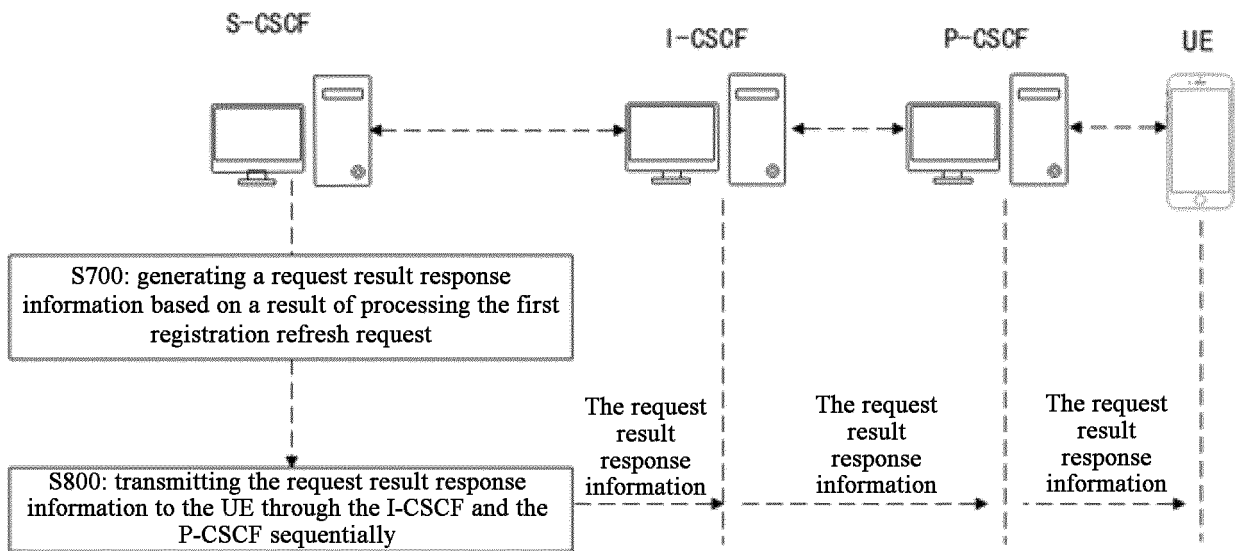 S-CSCF
I-CSCF
P-CSCF
UE
S700: generating a request result response
information based on a result of processing the first
registration refresh request
The request
result
response
information
The request
result
response
information
The request
result
response
information
S800: transmitting the request result response
information to the UE through the I-CSCF and the
P-CSCF sequentially